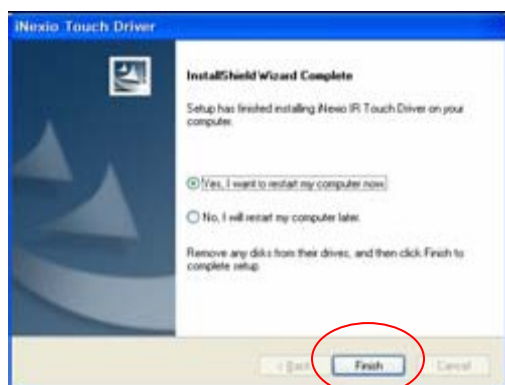 iNexio Touch Driver
InstallShield Wizard Complete
Setup has finished installing iNexio IR Touch Driver on your
computer.
Yes, I want to restart my computer now.
No, I will restart my computer later.
Remove any disks from their drives, and then click Finish to
complete setup.
< Back
Finish
Cancel